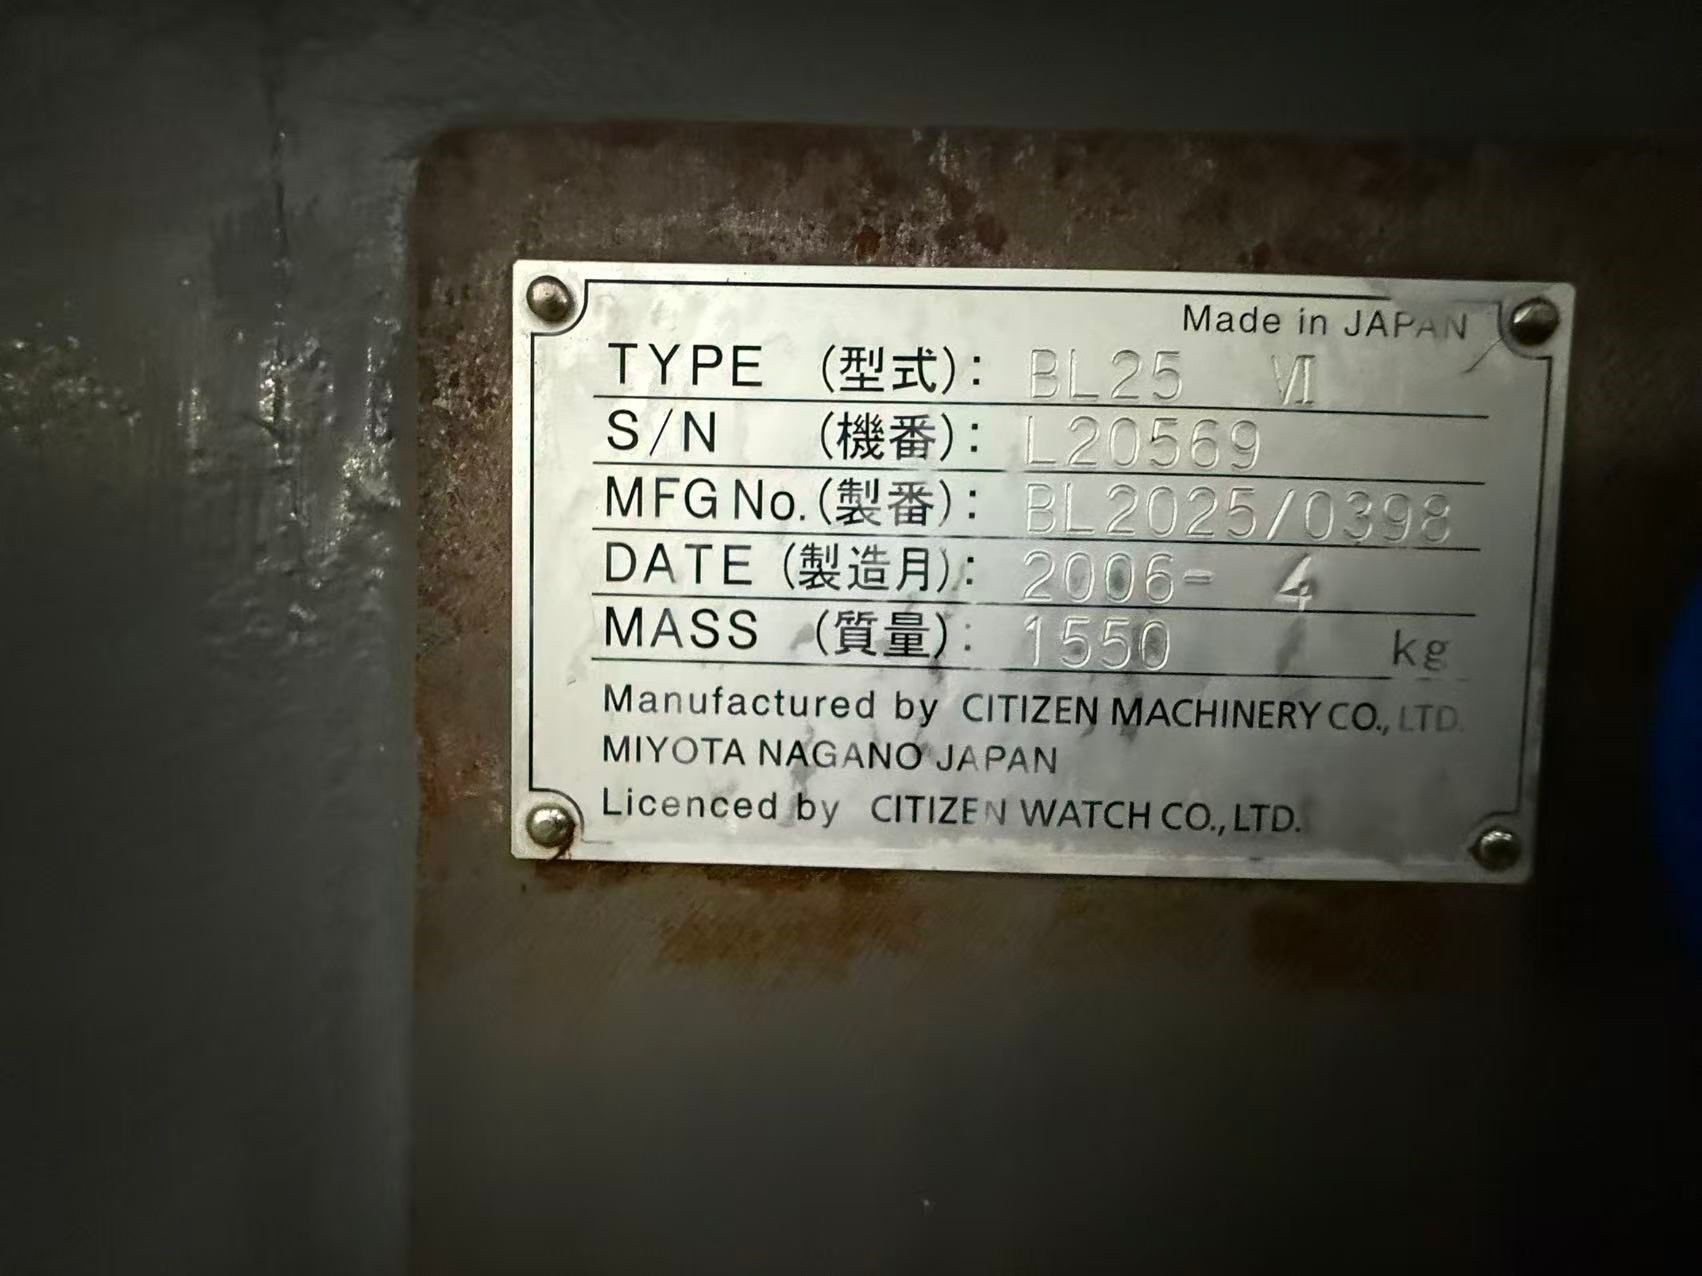 Made in JAPAN
TYPE (型式): BL25 Ⅵ
S/N (機番): L20569
MFG No.(製番): BL2025/0398
DATE (製造月): 2006- 4
MASS (質量): 1550 kg
Manufactured by CITIZEN MACHINERY CO., LTD.
MIYOTA NAGANO JAPAN
Licenced by CITIZEN WATCH CO., LTD.